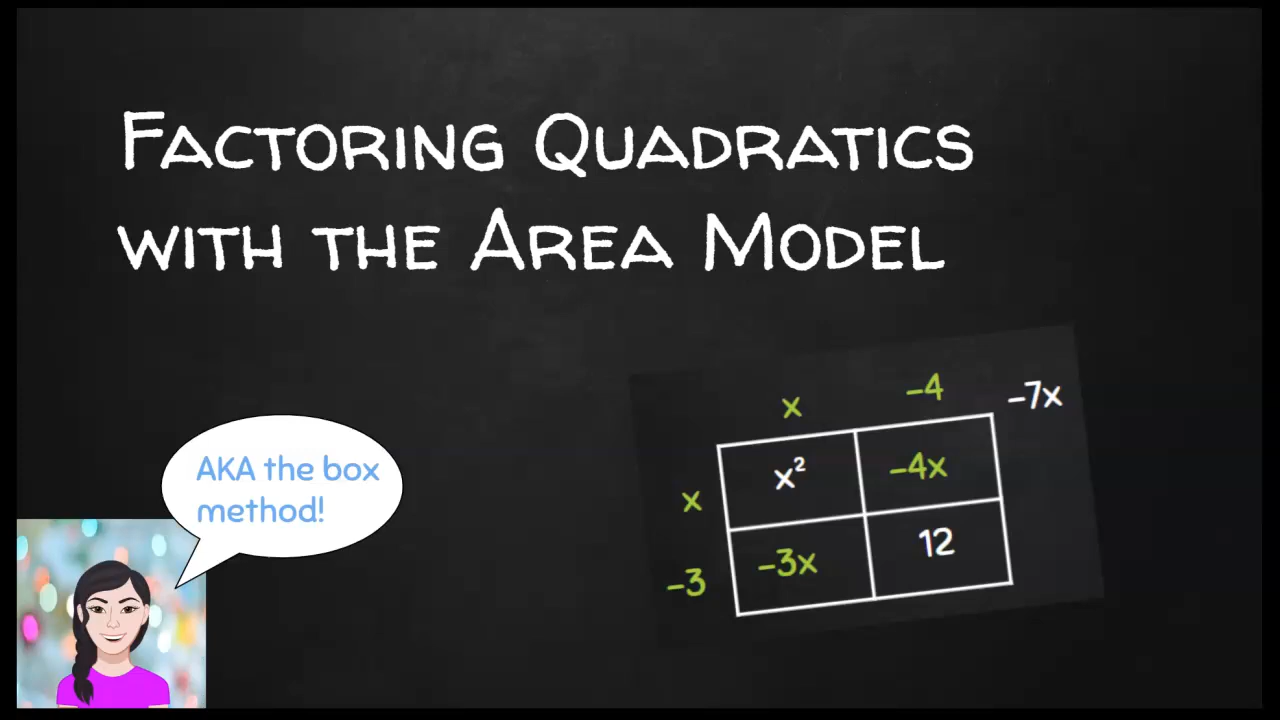 Factoring Quadratics
with the Area Model
AKA the box
method!
x -4 -7x
x x² -4x
-3 -3x 12